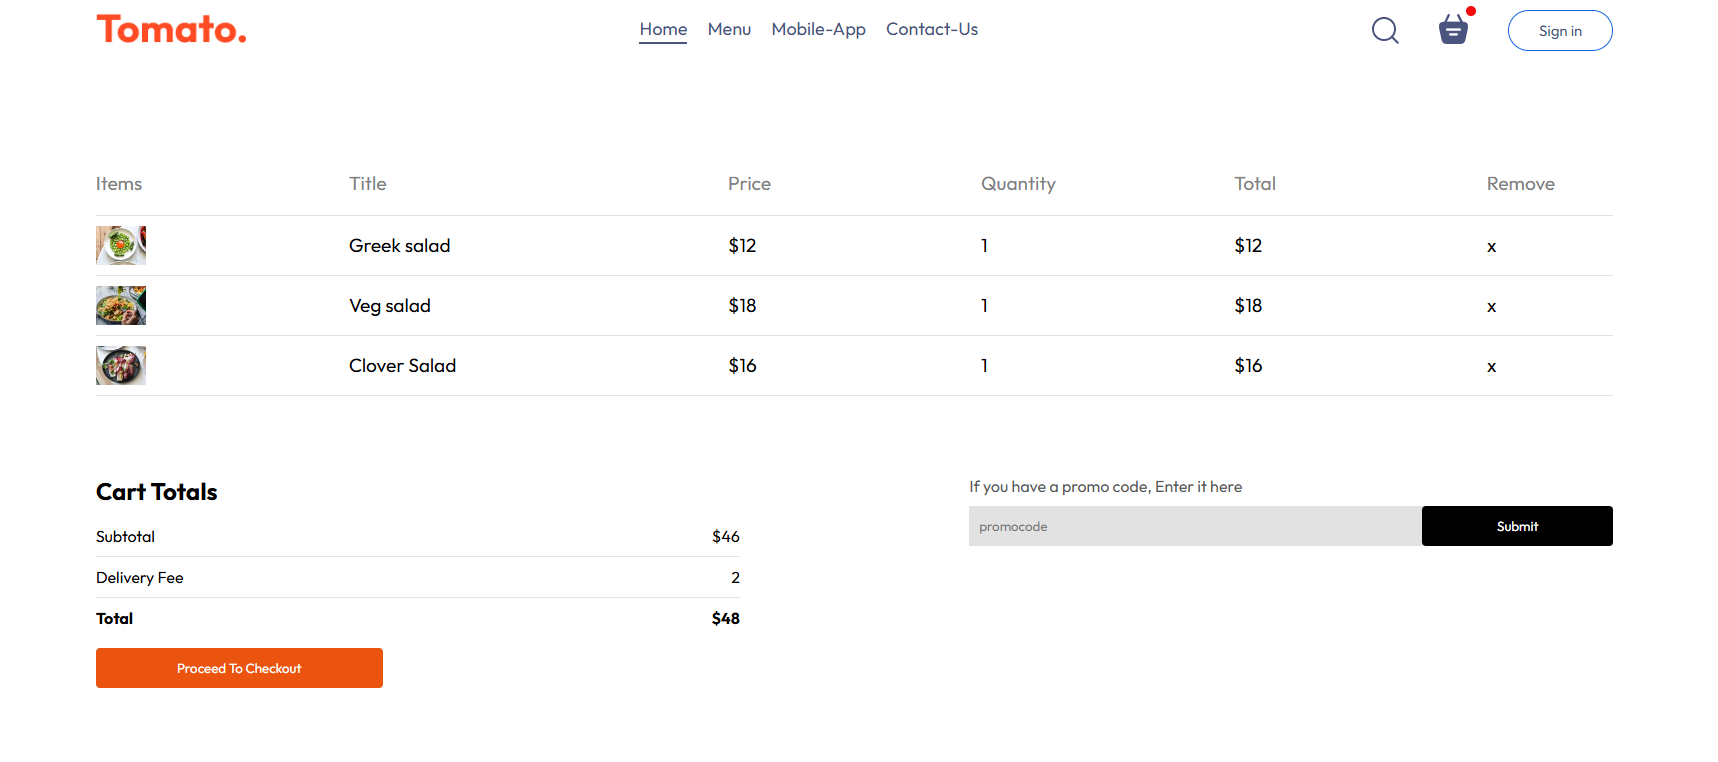 Tomato.
Home Menu Mobile-App Contact-Us
Sign in
Items Title Price Quantity Total Remove
Greek salad $12 1 $12 x
Veg salad $18 1 $18 x
Clover Salad $16 1 $16 x
Cart Totals
Subtotal $46
Delivery Fee 2
Total $48
Proceed To Checkout
If you have a promo code, Enter it here
promocode Submit